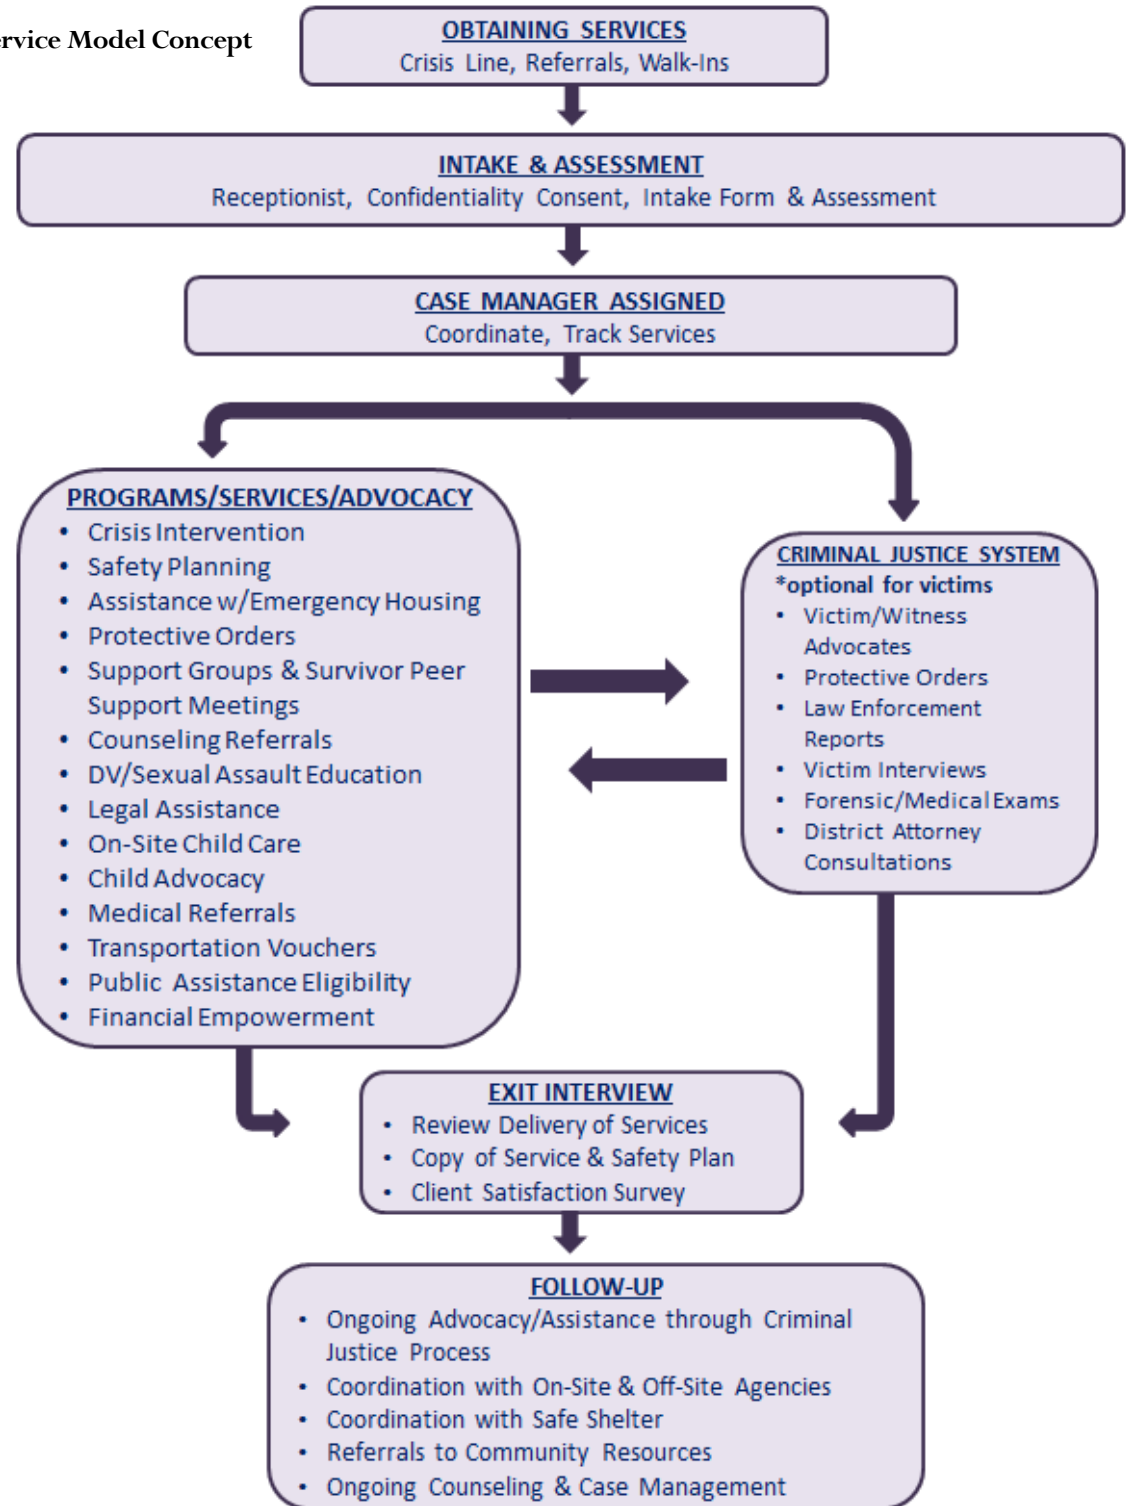 ervice Model Concept
OBTAINING SERVICES
Crisis Line, Referrals, Walk-Ins
INTAKE & ASSESSMENT
Receptionist, Confidentiality Consent, Intake Form & Assessment
CASE MANAGER ASSIGNED
Coordinate, Track Services
PROGRAMS/SERVICES/ADVOCACY
• Crisis Intervention
• Safety Planning
• Assistance w/Emergency Housing
• Protective Orders
• Support Groups & Survivor Peer
Support Meetings
• Counseling Referrals
• DV/Sexual Assault Education
• Legal Assistance
• On-Site Child Care
• Child Advocacy
• Medical Referrals
• Transportation Vouchers
• Public Assistance Eligibility
• Financial Empowerment
CRIMINAL JUSTICE SYSTEM
*optional for victims
• Victim/Witness
Advocates
• Protective Orders
• Law Enforcement
Reports
• Victim Interviews
• Forensic/Medical Exams
• District Attorney
Consultations
EXIT INTERVIEW
• Review Delivery of Services
• Copy of Service & Safety Plan
• Client Satisfaction Survey
FOLLOW-UP
• Ongoing Advocacy/Assistance through Criminal
Justice Process
• Coordination with On-Site & Off-Site Agencies
• Coordination with Safe Shelter
• Referrals to Community Resources
• Ongoing Counseling & Case Management